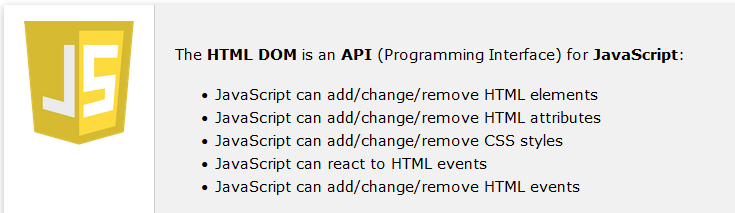 JS
The HTML DOM is an API (Programming Interface) for JavaScript:
• JavaScript can add/change/remove HTML elements
• JavaScript can add/change/remove HTML attributes
• JavaScript can add/change/remove CSS styles
• JavaScript can react to HTML events
• JavaScript can add/change/remove HTML events